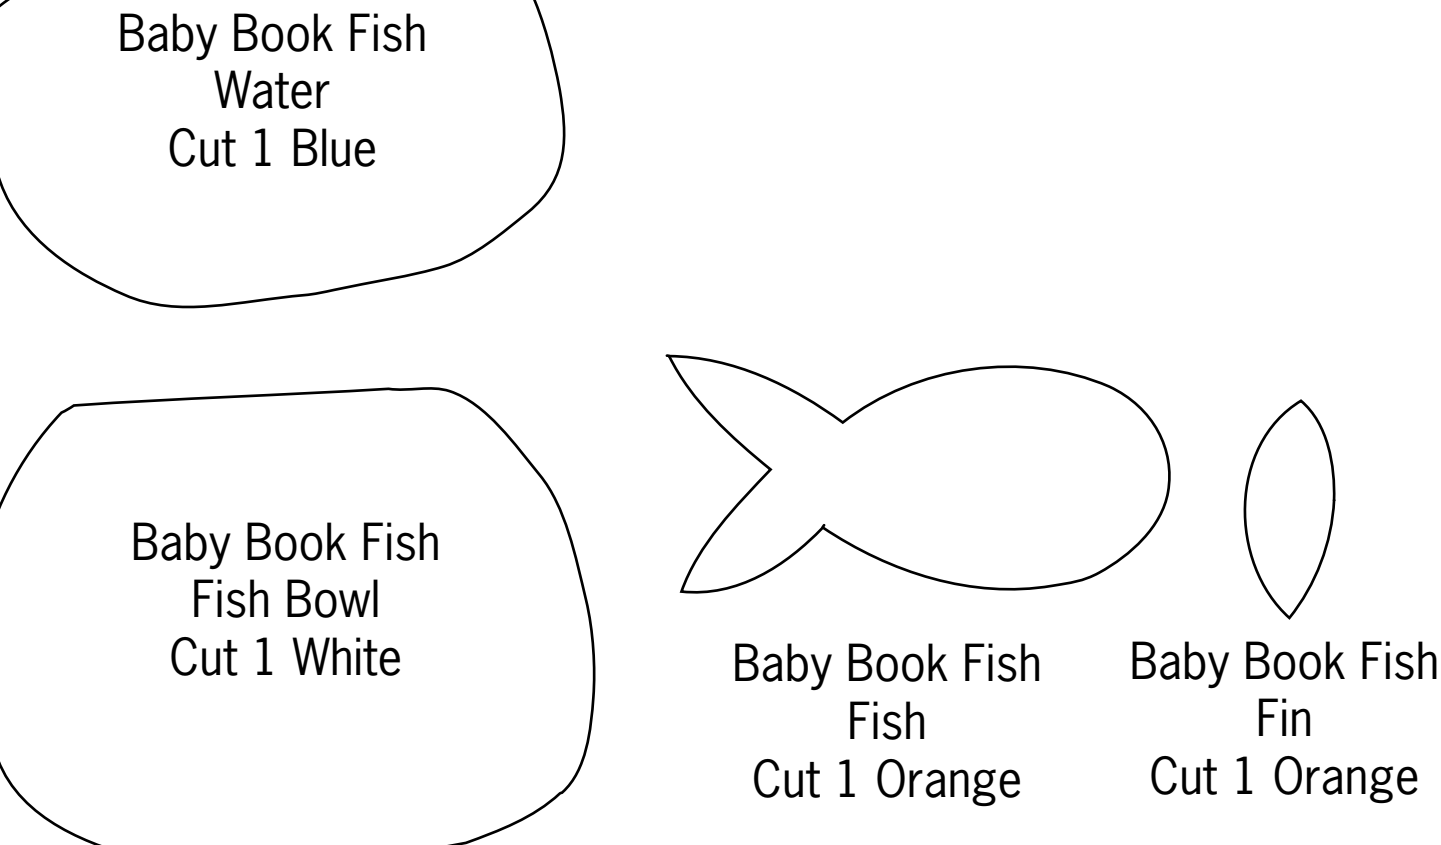 Baby Book Fish
Water
Cut 1 Blue
Baby Book Fish
Fish Bowl
Cut 1 White
Baby Book Fish
Fish
Cut 1 Orange
Baby Book Fish
Fin
Cut 1 Orange